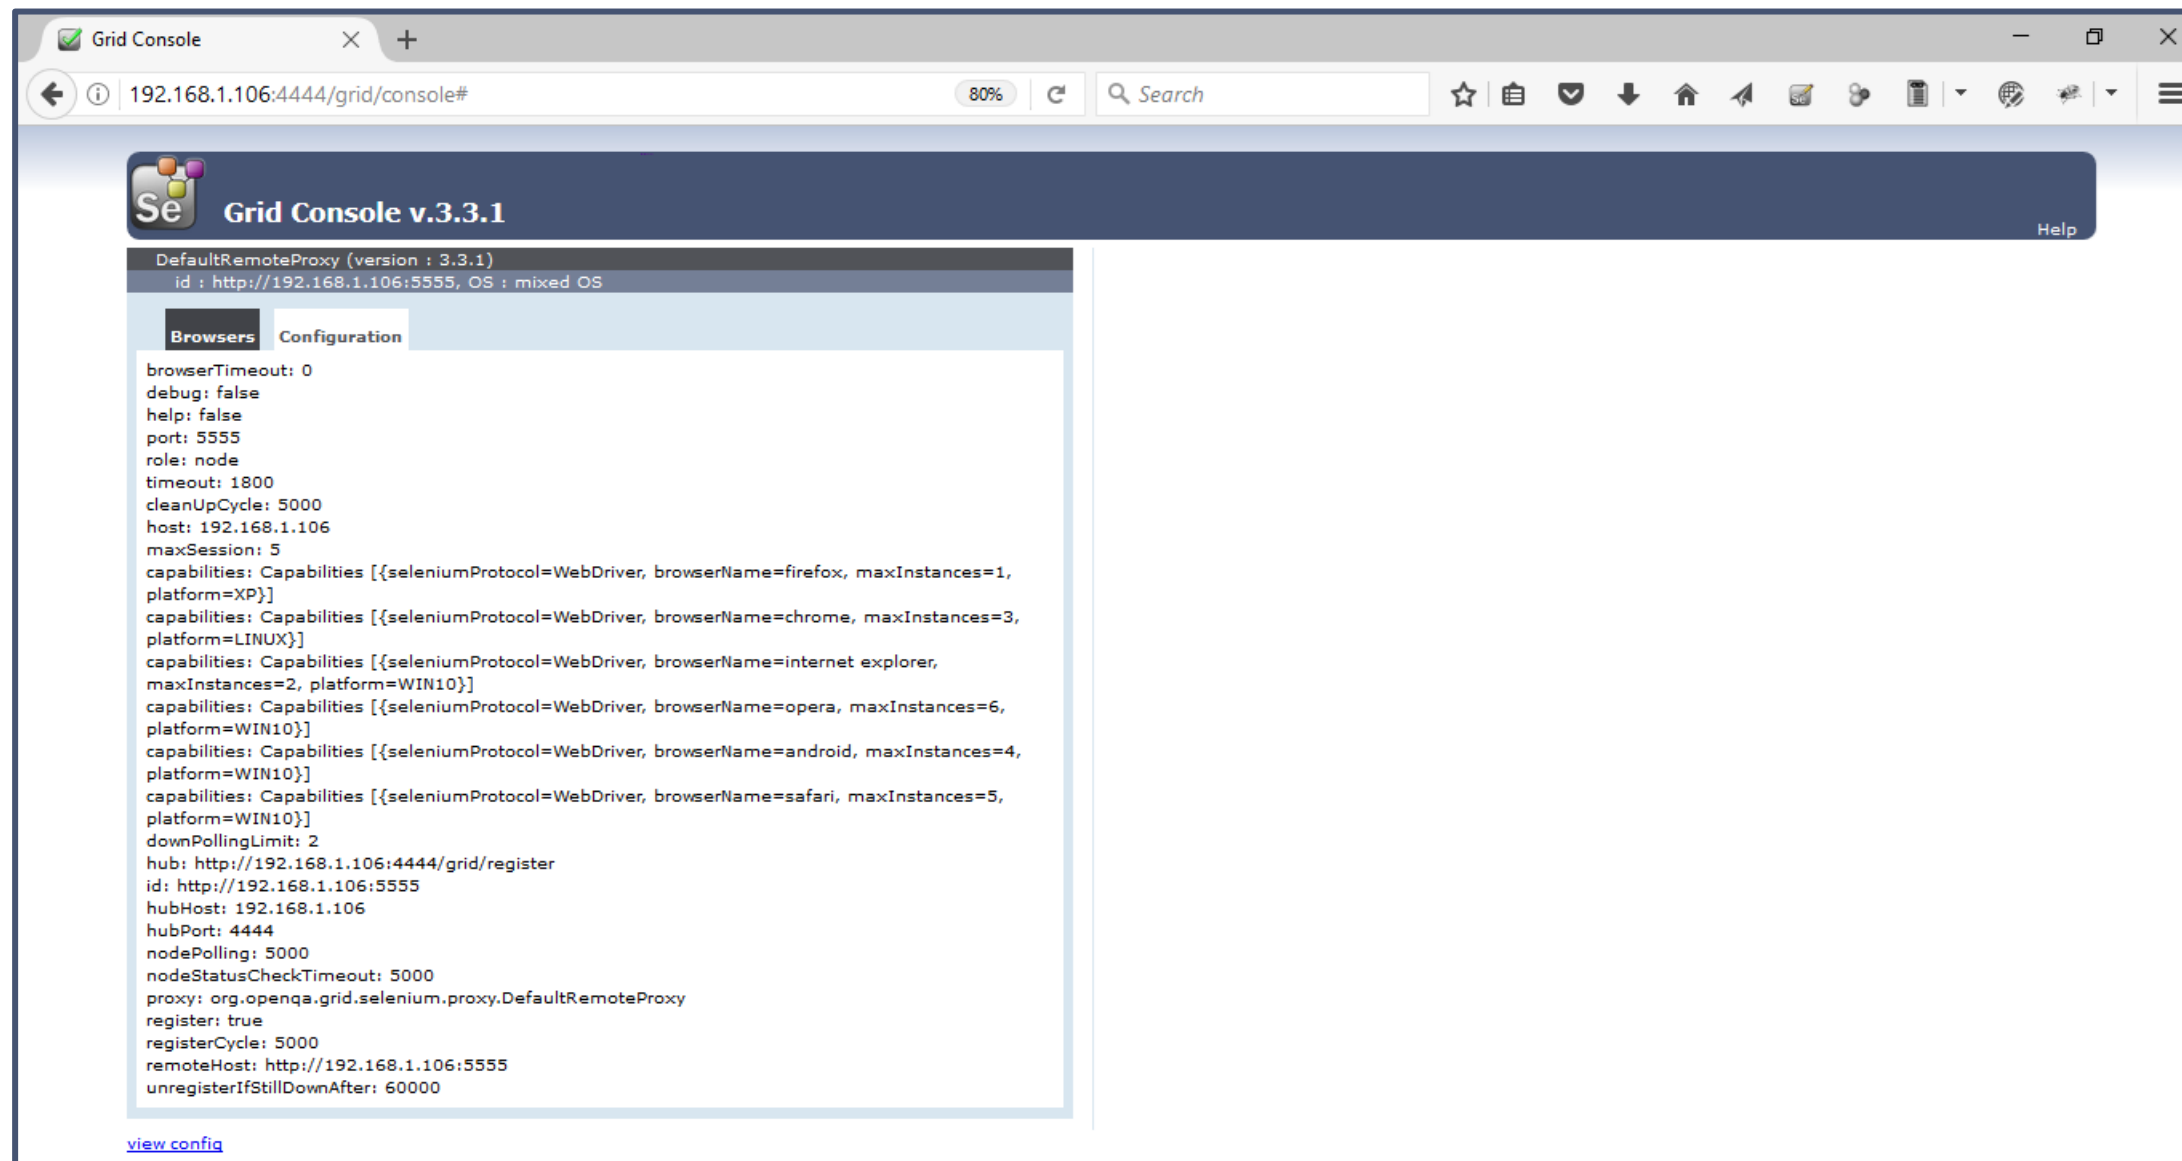 Grid Console
192.168.1.106:4444/grid/console#
80%
Search
Se
Grid Console v.3.3.1
Help
DefaultRemoteProxy (version : 3.3.1)
id : http://192.168.1.106:5555, OS : mixed OS
Browsers Configuration
browserTimeout: 0
debug: false
help: false
port: 5555
role: node
timeout: 1800
cleanUpCycle: 5000
host: 192.168.1.106
maxSession: 5
capabilities: Capabilities [{seleniumProtocol=WebDriver, browserName=firefox, maxInstances=1,
platform=XP}]
capabilities: Capabilities [{seleniumProtocol=WebDriver, browserName=chrome, maxInstances=3,
platform=LINUX}]
capabilities: Capabilities [{seleniumProtocol=WebDriver, browserName=internet explorer,
maxInstances=2, platform=WIN10}]
capabilities: Capabilities [{seleniumProtocol=WebDriver, browserName=opera, maxInstances=6,
platform=WIN10}]
capabilities: Capabilities [{seleniumProtocol=WebDriver, browserName=android, maxInstances=4,
platform=WIN10}]
capabilities: Capabilities [{seleniumProtocol=WebDriver, browserName=safari, maxInstances=5,
platform=WIN10}]
downPollingLimit: 2
hub: http://192.168.1.106:4444/grid/register
id: http://192.168.1.106:5555
hubHost: 192.168.1.106
hubPort: 4444
nodePolling: 5000
nodeStatusCheckTimeout: 5000
proxy: org.openqa.grid.selenium.proxy.DefaultRemoteProxy
register: true
registerCycle: 5000
remoteHost: http://192.168.1.106:5555
unregisterIfStillDownAfter: 60000
view config